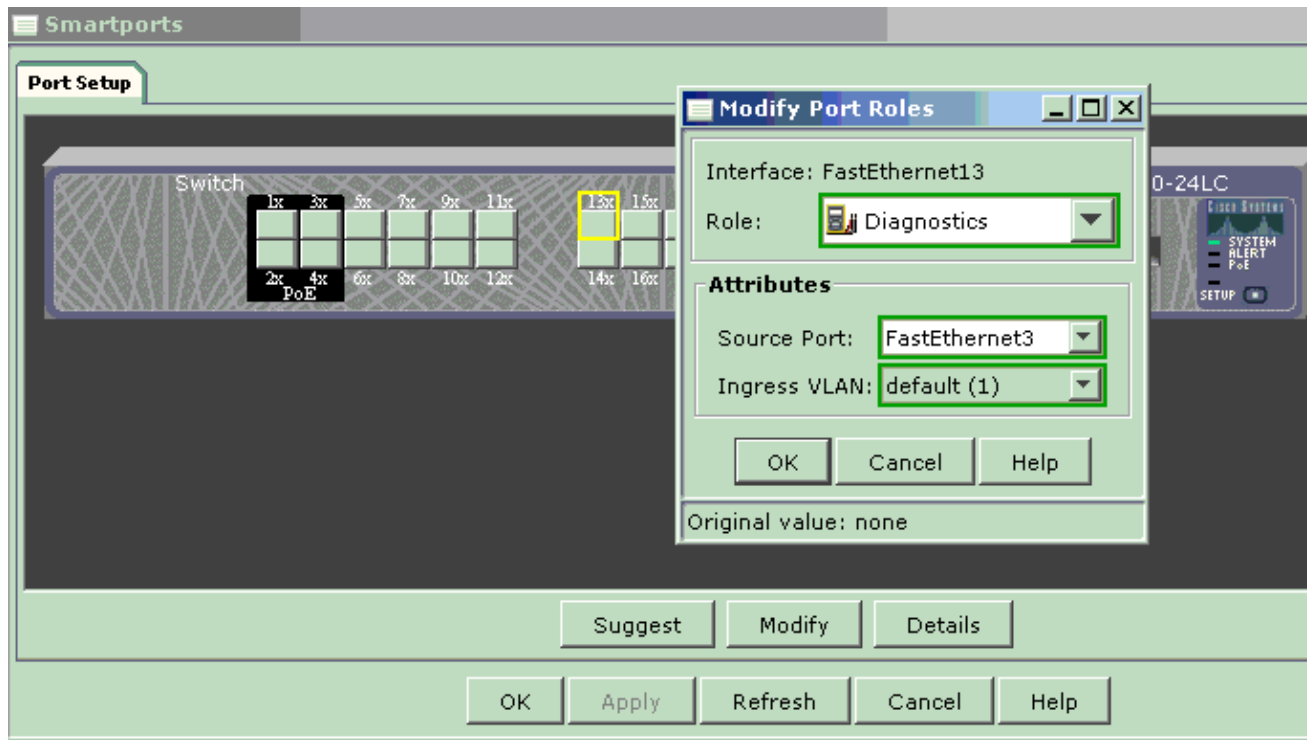 Smartports
Port Setup
Switch
1x 3x 5x 7x 9x 11x 13x 15x
2x 4x 6x 8x 10x 12x 14x 16x
PoE
0-24LC
Cisco Systems
SYSTEM
ALERT
PoE
SETUP
Modify Port Roles
Interface: FastEthernet13
Role: Diagnostics
Attributes
Source Port: FastEthernet3
Ingress VLAN: default (1)
OK Cancel Help
Original value: none
Suggest Modify Details
OK Apply Refresh Cancel Help